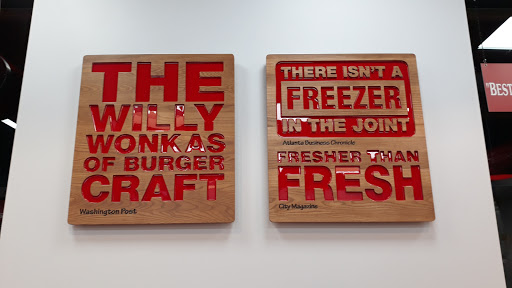 THE
WILLY
WONKAS
OF BURGER
CRAFT
Washington Post
THERE ISN'T A
FREEZER
IN THE JOINT
Atlanta Business Chronicle
FRESHER THAN
FRESH
City Magazine
"BEST